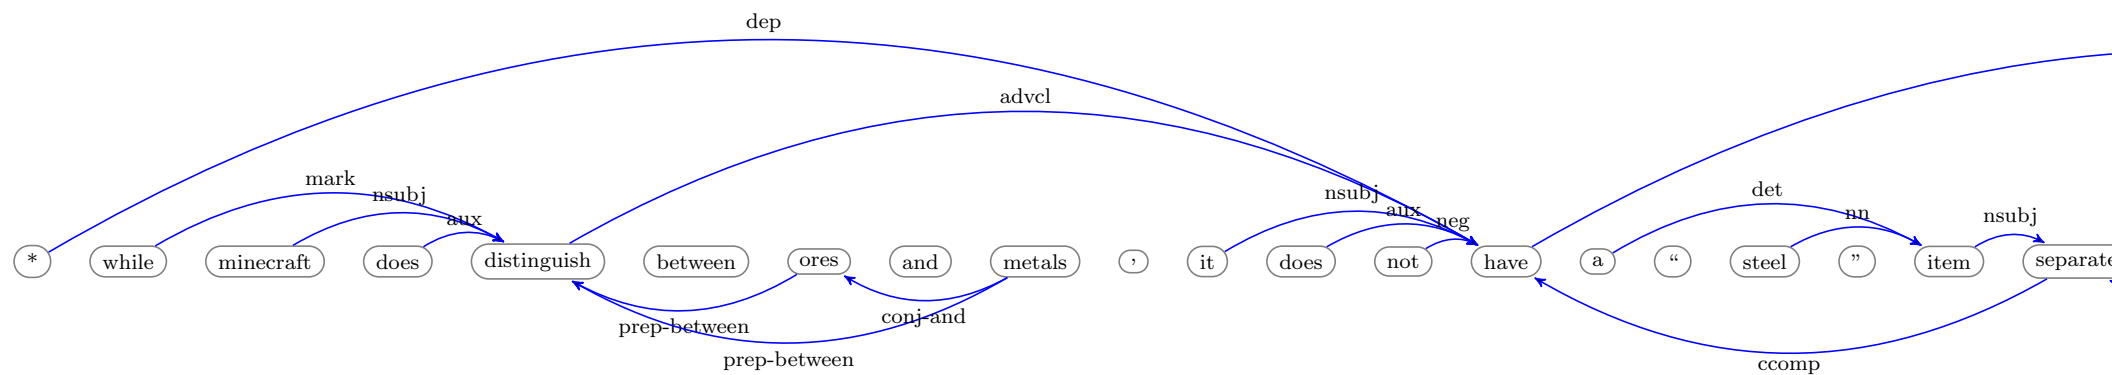 dep
advcl
mark
nsubj
aux
nsubj
aux
neg
det
nn
nsubj
* while minecraft does distinguish between ores and metals , it does not have a “ steel ” item separate
prep-between
conj-and
prep-between
ccomp